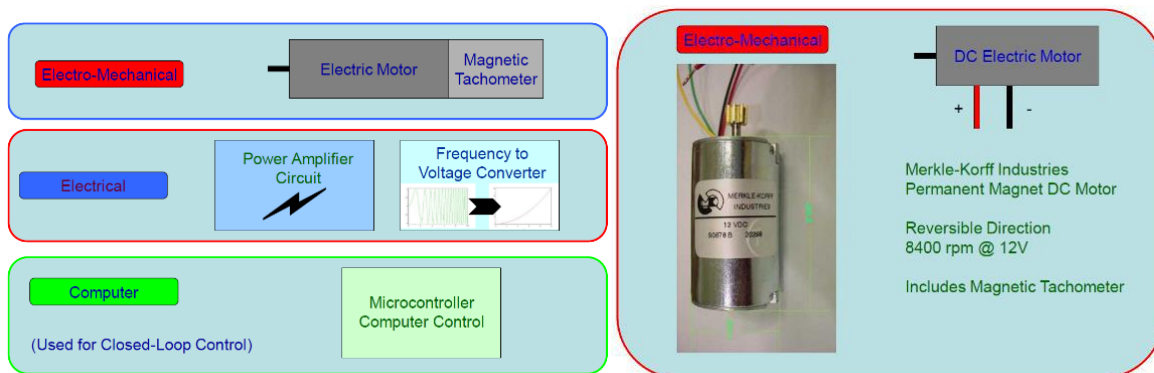 Electro-Mechanical
Electric Motor
Magnetic
Tachometer
Electrical
Power Amplifier
Circuit
Frequency to
Voltage Converter
Computer
Microcontroller
Computer Control
(Used for Closed-Loop Control)
Electro-Mechanical
DC Electric Motor
+ -
MERKLE-KORFF
INDUSTRIES
12 VDC
Merkle-Korff Industries
Permanent Magnet DC Motor
Reversible Direction
8400 rpm @ 12V
Includes Magnetic Tachometer